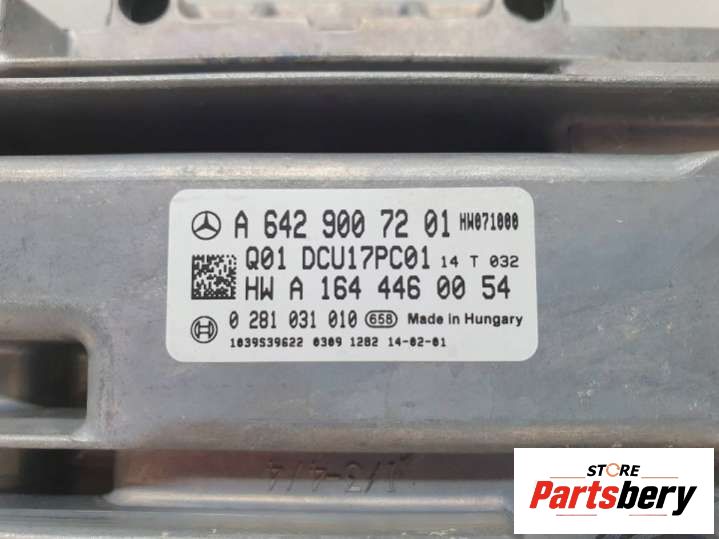 A 642 900 72 01 HW071000
Q01 DCU17PC01 14 T 032
HW A 164 446 00 54
0 281 031 010 658 Made in Hungary
1039S39622 0309 1282 14-02-01
STORE
Partsbery